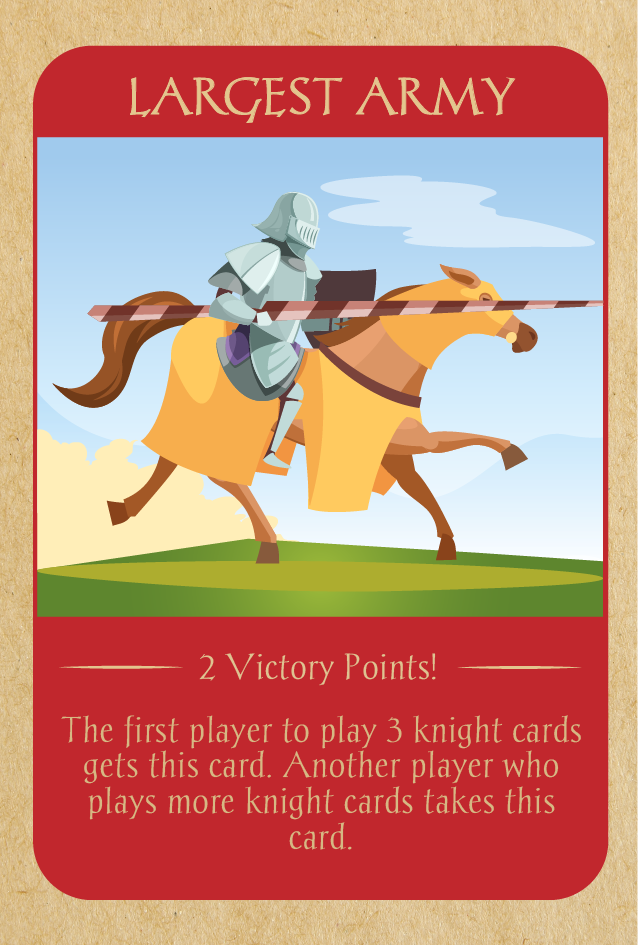 LARGEST ARMY
2 Victory Points!
The first player to play 3 knight cards
gets this card. Another player who
plays more knight cards takes this
card.